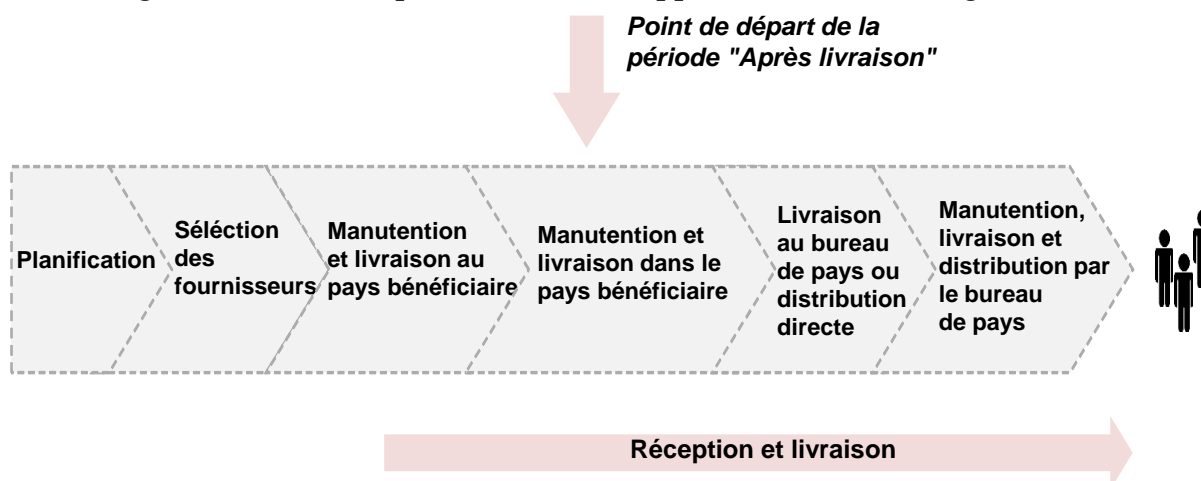 Point de départ de la
période "Après livraison"
Planification
Séléction
des
fournisseurs
Manutention
et livraison au
pays bénéficiaire
Manutention et
livraison dans le
pays bénéficiaire
Livraison
au bureau
de pays ou
distribution
directe
Manutention,
livraison et
distribution par
le bureau
de pays
Réception et livraison